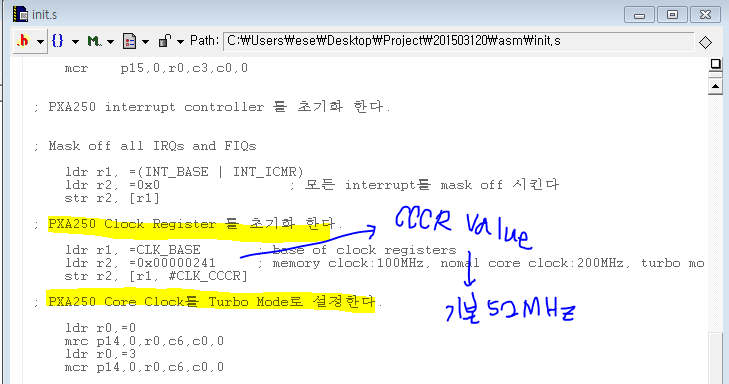 init.s
.h {} M. Path: C:₩Users₩ese₩Desktop₩Project₩201503120₩asm₩init.s
mcr p15,0,r0,c3,c0,0
; PXA250 interrupt controller 를 초기화 한다.
; Mask off all IRQs and FIQs
ldr r1, =(INT_BASE | INT_ICMR)
ldr r2, =0x0 ; 모든 interrupt를 mask off 시킨다
str r2, [r1]
; PXA250 Clock Register 를 초기화 한다.
CCCR value
ldr r1, =CLK_BASE ; base of clock registers
ldr r2, =0x00000241 ; memory clock:100MHz, nomal core clock:200MHz, turbo mo
str r2, [r1, #CLK_CCCR]
기본 52MHz
; PXA250 Core Clock를 Turbo Mode로 설정한다.
ldr r0,=0
mrc p14,0,r0,c6,c0,0
ldr r0,=3
mcr p14,0,r0,c6,c0,0